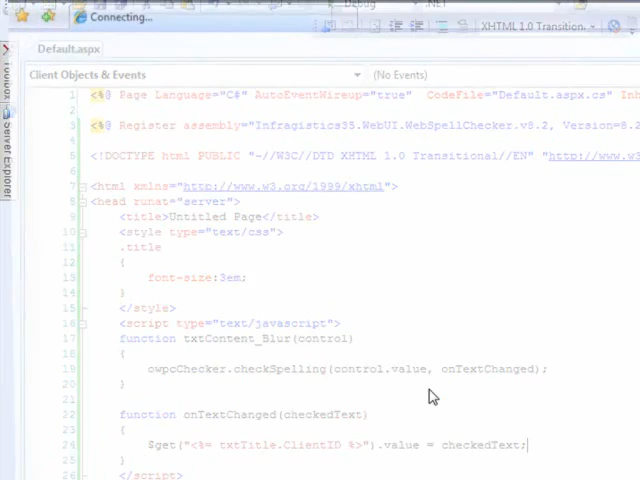 Connecting...
Debug .NET
XHTML 1.0 Transition
Default.aspx
Toolbox
Server Explorer
Client Objects & Events (No Events)
1 <%@ Page Language="C#" AutoEventWireup="true" CodeFile="Default.aspx.cs" Inh
2
3 <%@ Register assembly="Infragistics35.WebUI.WebSpellChecker.v8.2, Version=8.2
4
5 <!DOCTYPE html PUBLIC "-//W3C//DTD XHTML 1.0 Transitional//EN" "http://www.w3
6
7 <html xmlns="http://www.w3.org/1999/xhtml">
8 <head runat="server">
9 <title>Untitled Page</title>
10 <style type="text/css">
11 .title
12 {
13 font-size:3em;
14 }
15 </style>
16 <script type="text/javascript">
17 function txtContent_Blur(control)
18 {
19 owpcChecker.checkSpelling(control.value, onTextChanged);
20 }
21
22 function onTextChanged(checkedText)
23 {
24 $get("<%= txtTitle.ClientID %>").value = checkedText;
25 }
26 </script>